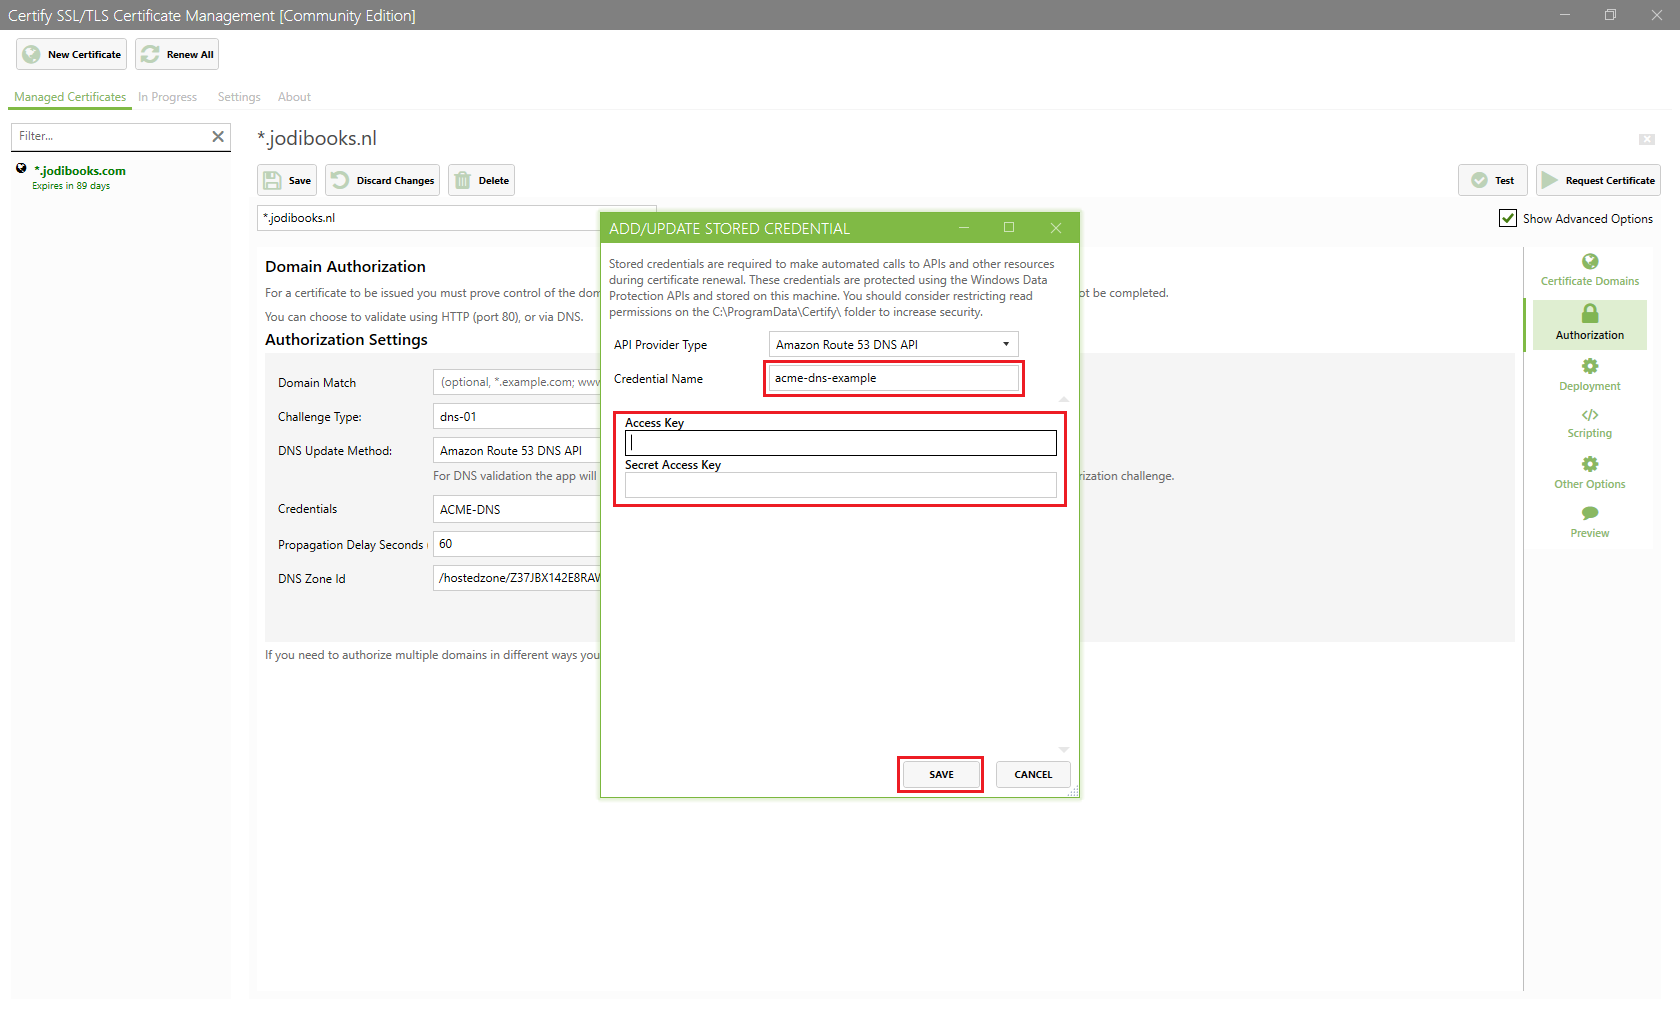 Certify SSL/TLS Certificate Management [Community Edition]
New Certificate
Renew All
Managed Certificates
In Progress
Settings
About
Filter...
*.jodibooks.com
Expires in 89 days
*.jodibooks.nl
Save
Discard Changes
Delete
Test
Request Certificate
*.jodibooks.nl
Show Advanced Options
Domain Authorization
For a certificate to be issued you must prove control of the
ot be completed.
You can choose to validate using HTTP (port 80), or via DNS.
Authorization Settings
Domain Match
(optional, *.example.com; www
Challenge Type:
dns-01
DNS Update Method:
Amazon Route 53 DNS API
For DNS validation the app will
rization challenge.
Credentials
ACME-DNS
Propagation Delay Seconds
60
DNS Zone Id
/hostedzone/Z37JBX142E8RAW
If you need to authorize multiple domains in different ways you
ADD/UPDATE STORED CREDENTIAL
Stored credentials are required to make automated calls to APIs and other resources
during certificate renewal. These credentials are protected using the Windows Data
Protection APIs and stored on this machine. You should consider restricting read
permissions on the C:\ProgramData\Certify\ folder to increase security.
API Provider Type
Amazon Route 53 DNS API
Credential Name
acme-dns-example
Access Key
Secret Access Key
SAVE
CANCEL
Certificate Domains
Authorization
Deployment
Scripting
Other Options
Preview